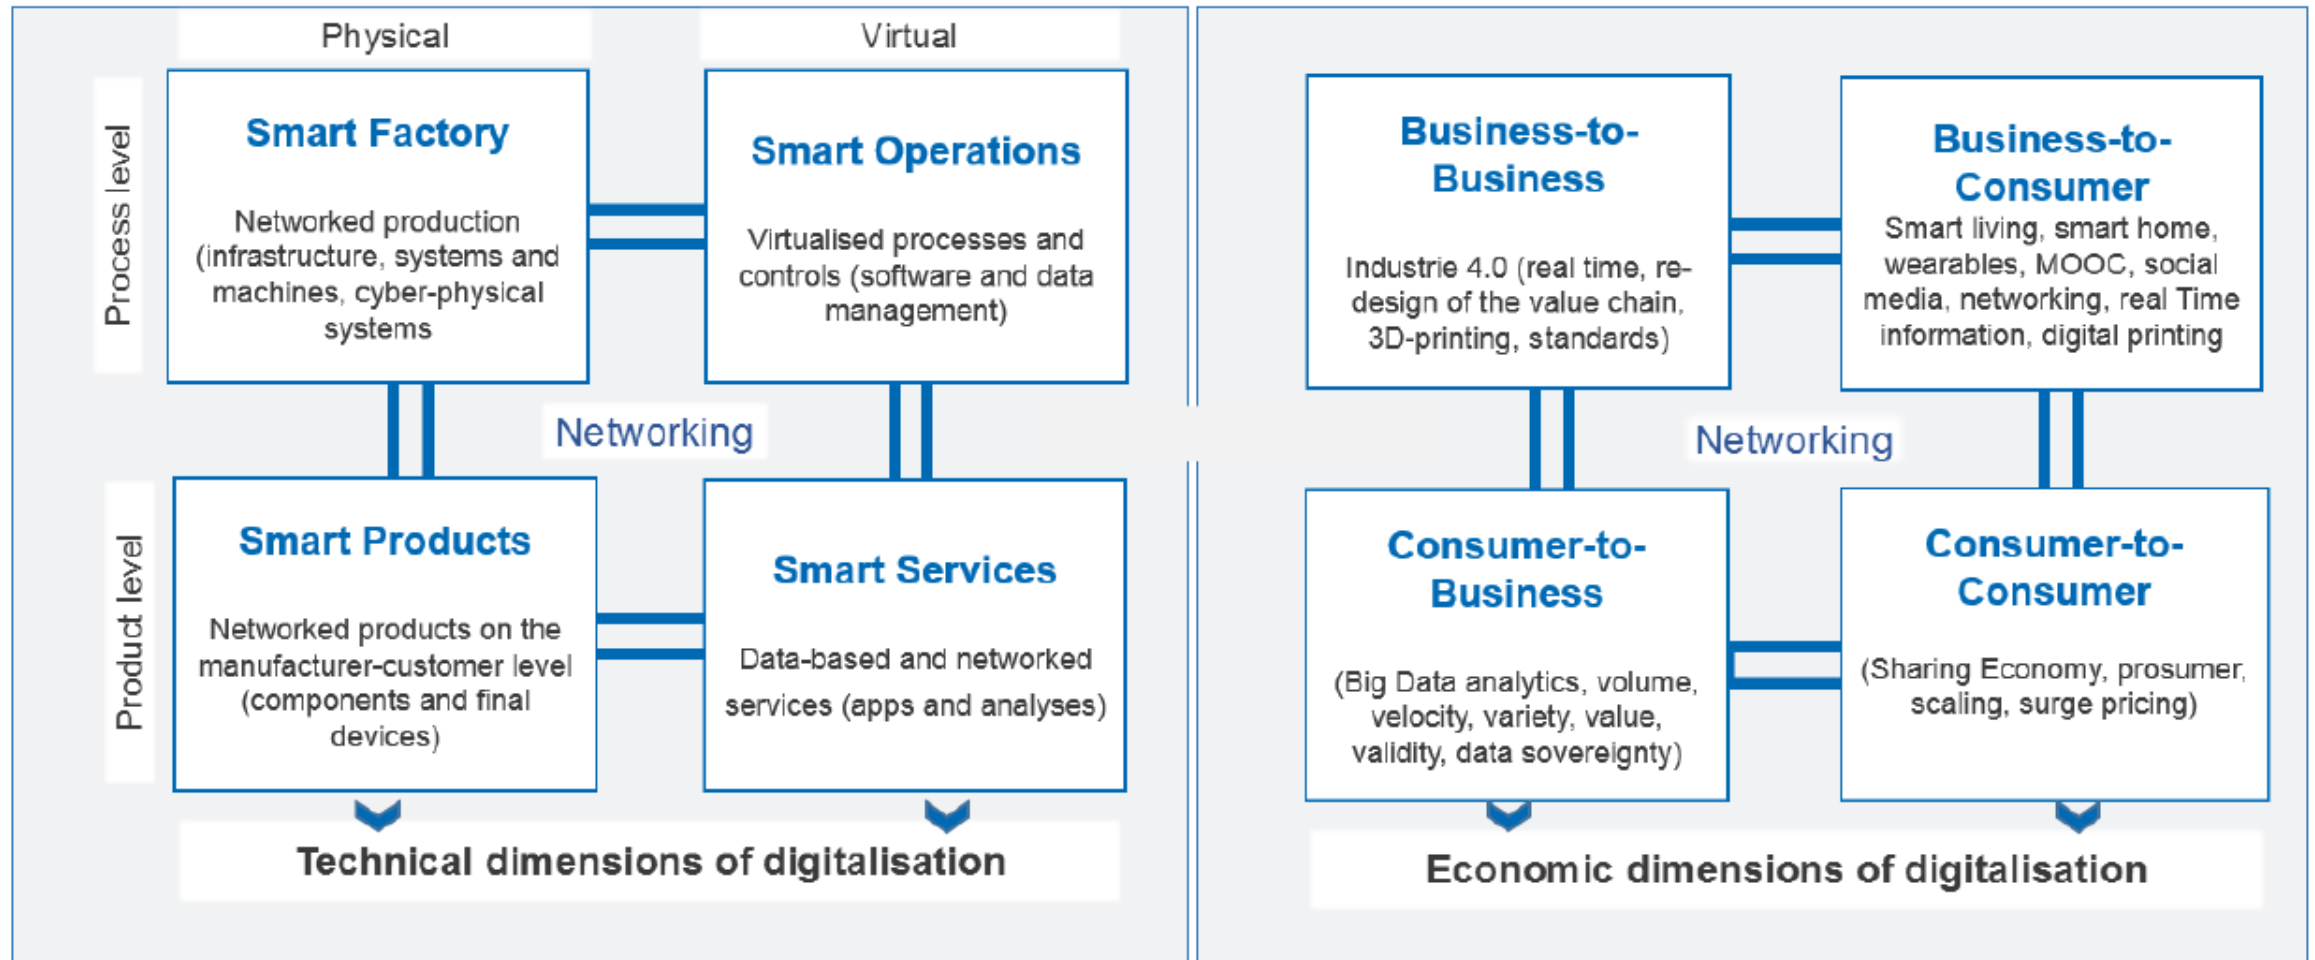 Physical
Virtual
Process level
Smart Factory
Networked production
(infrastructure, systems and
machines, cyber-physical
systems
Smart Operations
Virtualised processes and
controls (software and data
management)
Networking
Product level
Smart Products
Networked products on the
manufacturer-customer level
(components and final
devices)
Smart Services
Data-based and networked
services (apps and analyses)
Technical dimensions of digitalisation
Business-to-
Business
Industrie 4.0 (real time, re-
design of the value chain,
3D-printing, standards)
Business-to-
Consumer
Smart living, smart home,
wearables, MOOC, social
media, networking, real Time
information, digital printing
Networking
Consumer-to-
Business
(Big Data analytics, volume,
velocity, variety, value,
validity, data sovereignty)
Consumer-to-
Consumer
(Sharing Economy, prosumer,
scaling, surge pricing)
Economic dimensions of digitalisation